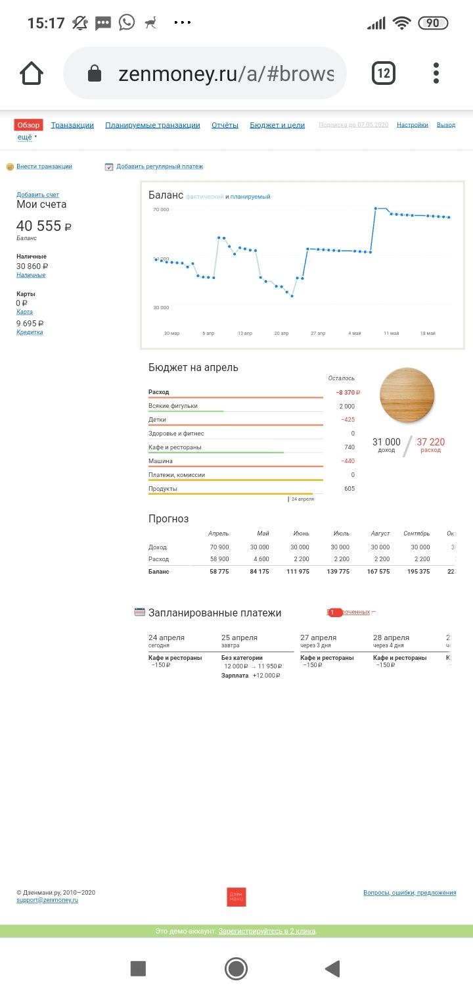 15:17
90
zenmoney.ru/a/#brows
12
Обзор Транзакции Планируемые транзакции Отчёты Бюджет и цели Подписка до 07.05.2020 Настройки Выход
ещё
Внести транзакции Добавить регулярный платеж
Добавить счет
Мои счета
40 555 ₽
Баланс
Наличные
30 860 ₽
Наличные
Карты
0 ₽
Карта
9 695 ₽
Кредитка
Баланс фактический и планируемый
70 000
30 000
30 мар 6 апр 13 апр 20 апр 27 апр 4 май 11 май 18 май
Бюджет на апрель
Осталось
Расход −8 370 ₽
Всякие фигульки 2 000
Детки −425
Здоровье и фитнес 0
Кафе и рестораны 740
Машина −440
Платежи, комиссии 0
Продукты 605
24 апреля
31 000 / 37 220
доход расход
Прогноз
Апрель Май Июнь Июль Август Сентябрь Окт
Доход 70 900 30 000 30 000 30 000 30 000 30 000
Расход 58 900 4 600 2 200 2 200 2 200 2 200
Баланс 58 775 84 175 111 975 139 775 167 575 195 375 22
Запланированные платежи 1 роченных —
24 апреля 25 апреля 27 апреля 28 апреля
сегодня завтра через 3 дня через 4 дня
Кафе и рестораны Без категории Кафе и рестораны Кафе и рестораны
−150 ₽ 12 000 ₽ → 11 950 ₽ −150 ₽ −150 ₽
Зарплата +12 000 ₽
© Дзенмани.ру, 2010—2020
support@zenmoney.ru
Дзен
мани
Вопросы, ошибки, предложения
Это демо-аккаунт. Зарегистрируйтесь в 2 клика.